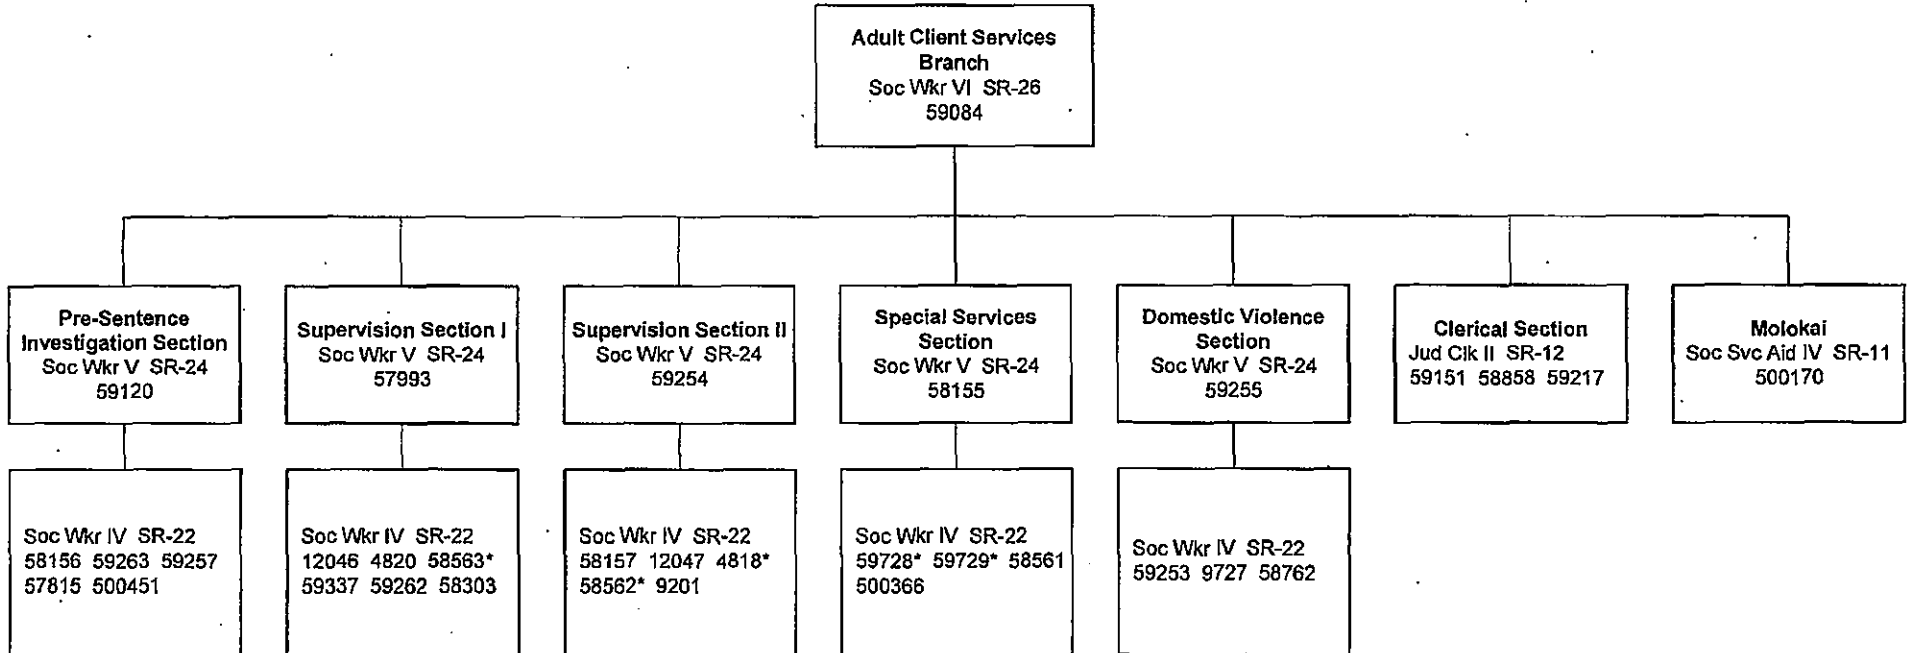 Adult Client Services
Branch
Soc Wkr VI SR-26
59084
Pre-Sentence
Investigation Section
Soc Wkr V SR-24
59120
Supervision Section I
Soc Wkr V SR-24
57993
Supervision Section II
Soc Wkr V SR-24
59254
Special Services
Section
Soc Wkr V SR-24
58155
Domestic Violence
Section
Soc Wkr V SR-24
59255
Clerical Section
Jud Clk II SR-12
59151 58858 59217
Molokai
Soc Svc Aid IV SR-11
500170
Soc Wkr IV SR-22
58156 59263 59257
57815 500451
Soc Wkr IV SR-22
12046 4820 58563*
59337 59262 58303
Soc Wkr IV SR-22
58157 12047 4818*
58562* 9201
Soc Wkr IV SR-22
59728* 59729* 58561
500366
Soc Wkr IV SR-22
59253 9727 58762